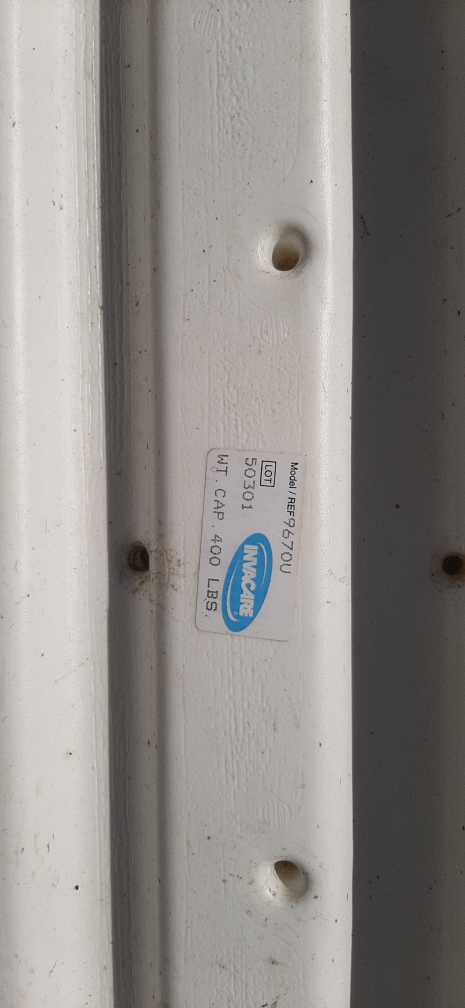 Model / REF 9670U
LOT
50301
INVACARE
WT. CAP. 400 LBS.